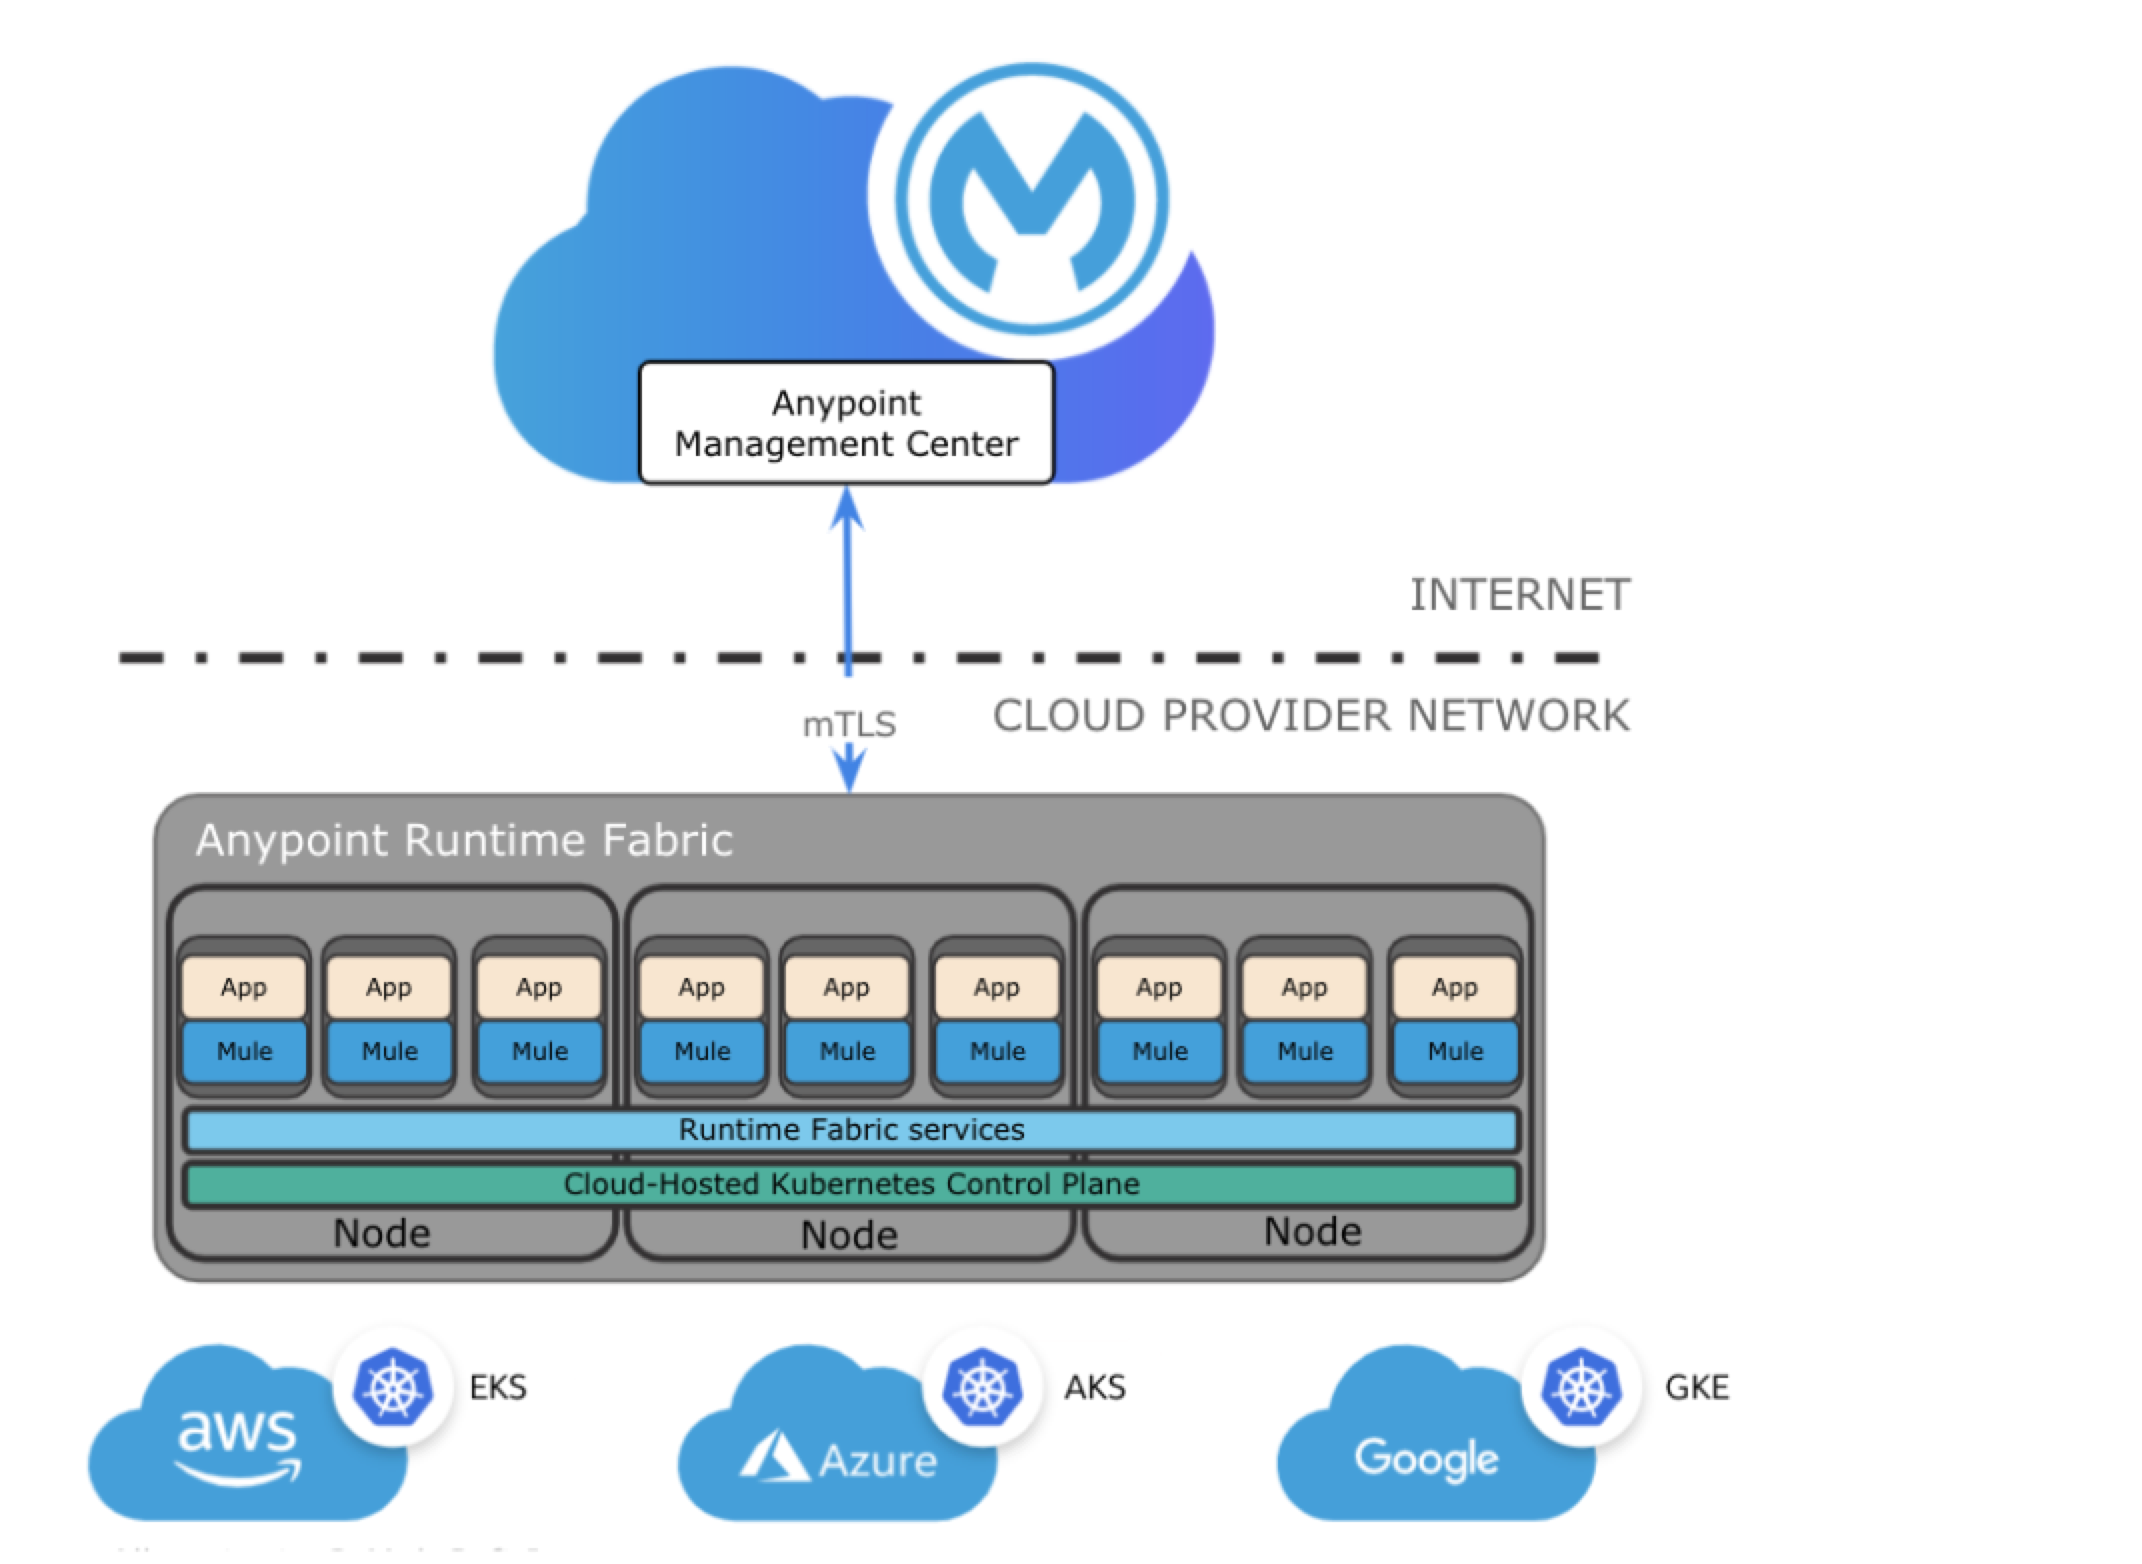 Anypoint
Management Center
INTERNET
mTLS
CLOUD PROVIDER NETWORK
Anypoint Runtime Fabric
App App App App App App App App App
Mule Mule Mule Mule Mule Mule Mule Mule Mule
Runtime Fabric services
Cloud-Hosted Kubernetes Control Plane
Node Node Node
EKS AKS GKE
aws Azure Google